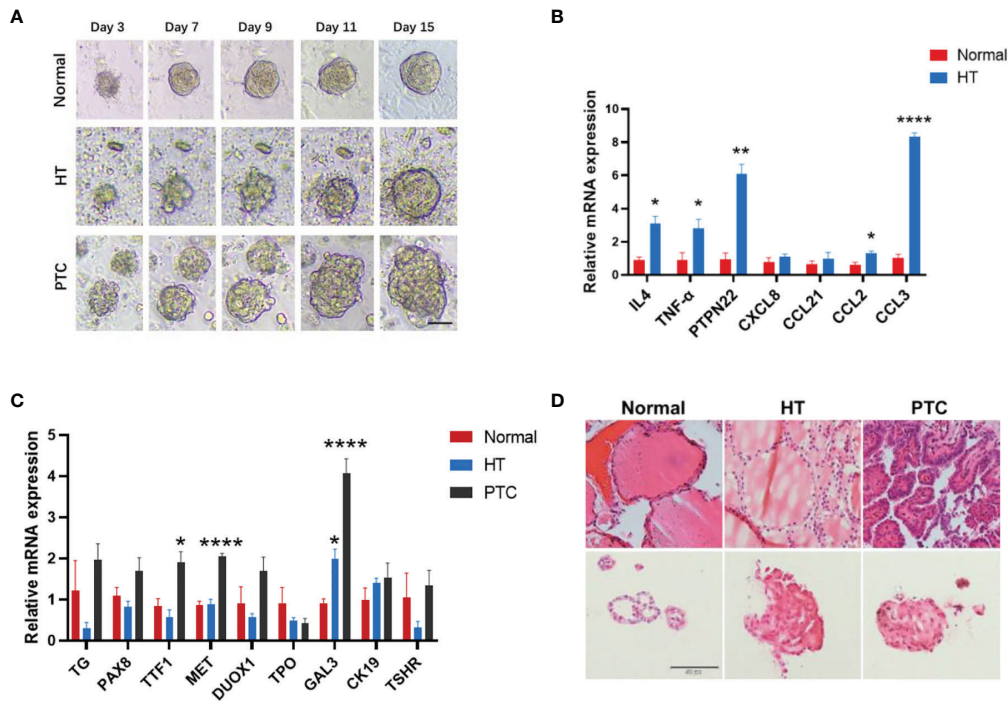 A
Day 3 Day 7 Day 9 Day 11 Day 15
Normal
HT
PTC
B
Normal
HT
Relative mRNA expression
10
8
6
4
2
0
* * ** * ****
IL4 TNF-α PTPN22 CXCL8 CCL21 CCL2 CCL3
C
Normal
HT
PTC
Relative mRNA expression
5
4
3
2
1
0
* **** * ****
TG PAX8 TTF1 MET DUOX1 TPO GAL3 CK19 TSHR
D
Normal HT PTC